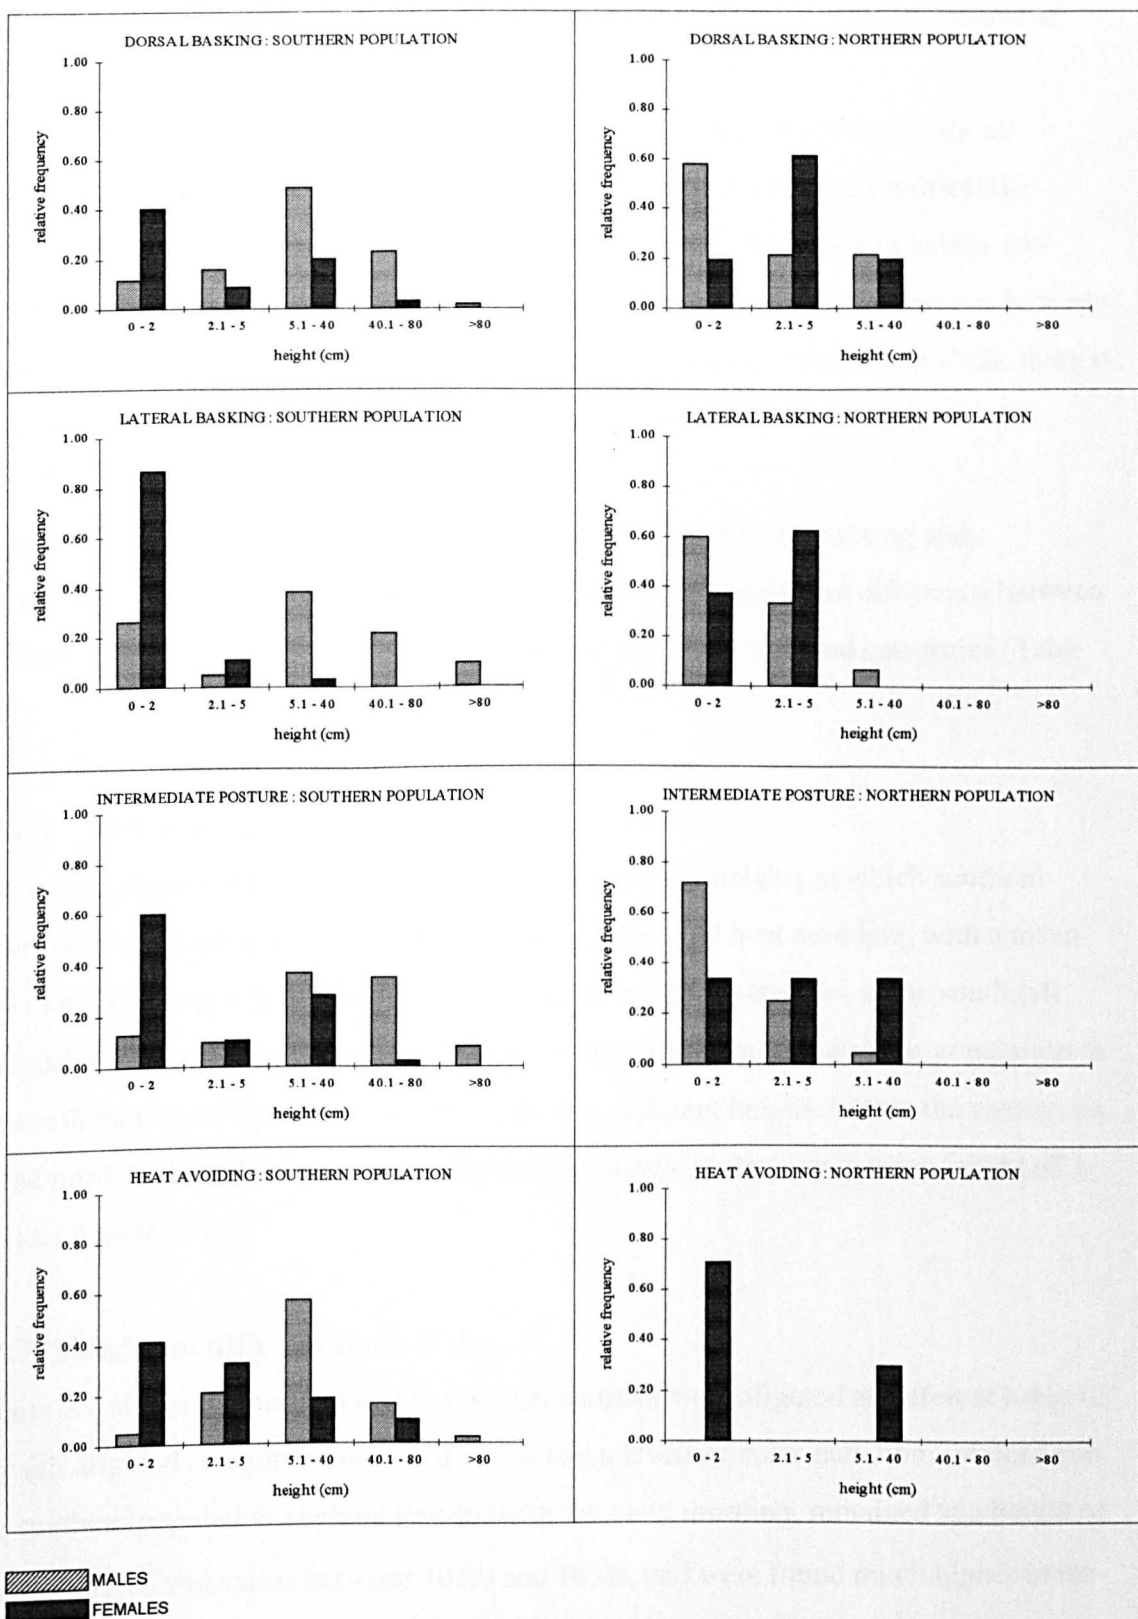 DORSAL BASKING : SOUTHERN POPULATION
1.00
0.80
0.60
0.40
0.20
0.00
relative frequency
0 - 2 2.1 - 5 5.1 - 40 40.1 - 80 >80
height (cm)
DORSAL BASKING : NORTHERN POPULATION
1.00
0.80
0.60
0.40
0.20
0.00
relative frequency
0 - 2 2.1 - 5 5.1 - 40 40.1 - 80 >80
height (cm)
LATERAL BASKING : SOUTHERN POPULATION
1.00
0.80
0.60
0.40
0.20
0.00
relative frequency
0 - 2 2.1 - 5 5.1 - 40 40.1 - 80 >80
height (cm)
LATERAL BASKING : NORTHERN POPULATION
1.00
0.80
0.60
0.40
0.20
0.00
relative frequency
0 - 2 2.1 - 5 5.1 - 40 40.1 - 80 >80
height (cm)
INTERMEDIATE POSTURE : SOUTHERN POPULATION
1.00
0.80
0.60
0.40
0.20
0.00
relative frequency
0 - 2 2.1 - 5 5.1 - 40 40.1 - 80 >80
height (cm)
INTERMEDIATE POSTURE : NORTHERN POPULATION
1.00
0.80
0.60
0.40
0.20
0.00
relative frequency
0 - 2 2.1 - 5 5.1 - 40 40.1 - 80 >80
height (cm)
HEAT AVOIDING : SOUTHERN POPULATION
1.00
0.80
0.60
0.40
0.20
0.00
relative frequency
0 - 2 2.1 - 5 5.1 - 40 40.1 - 80 >80
height (cm)
HEAT AVOIDING : NORTHERN POPULATION
1.00
0.80
0.60
0.40
0.20
0.00
relative frequency
0 - 2 2.1 - 5 5.1 - 40 40.1 - 80 >80
height (cm)
MALES
FEMALES